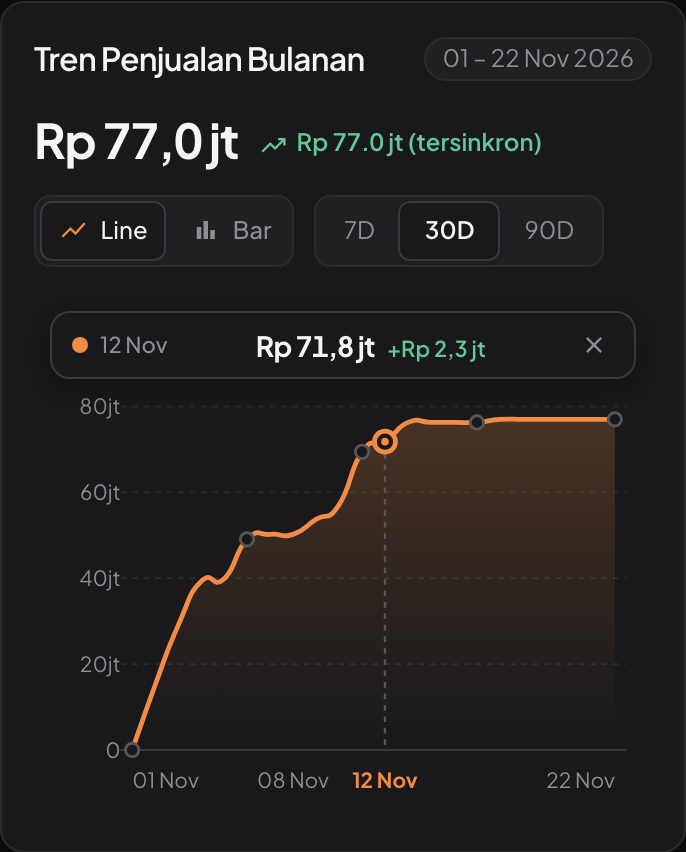 Tren Penjualan Bulanan
01 – 22 Nov 2026
Rp 77,0 jt
Rp 77.0 jt (tersinkron)
Line
Bar
7D
30D
90D
12 Nov
Rp 71,8 jt
+Rp 2,3 jt
80jt
60jt
40jt
20jt
0
01 Nov
08 Nov
12 Nov
22 Nov